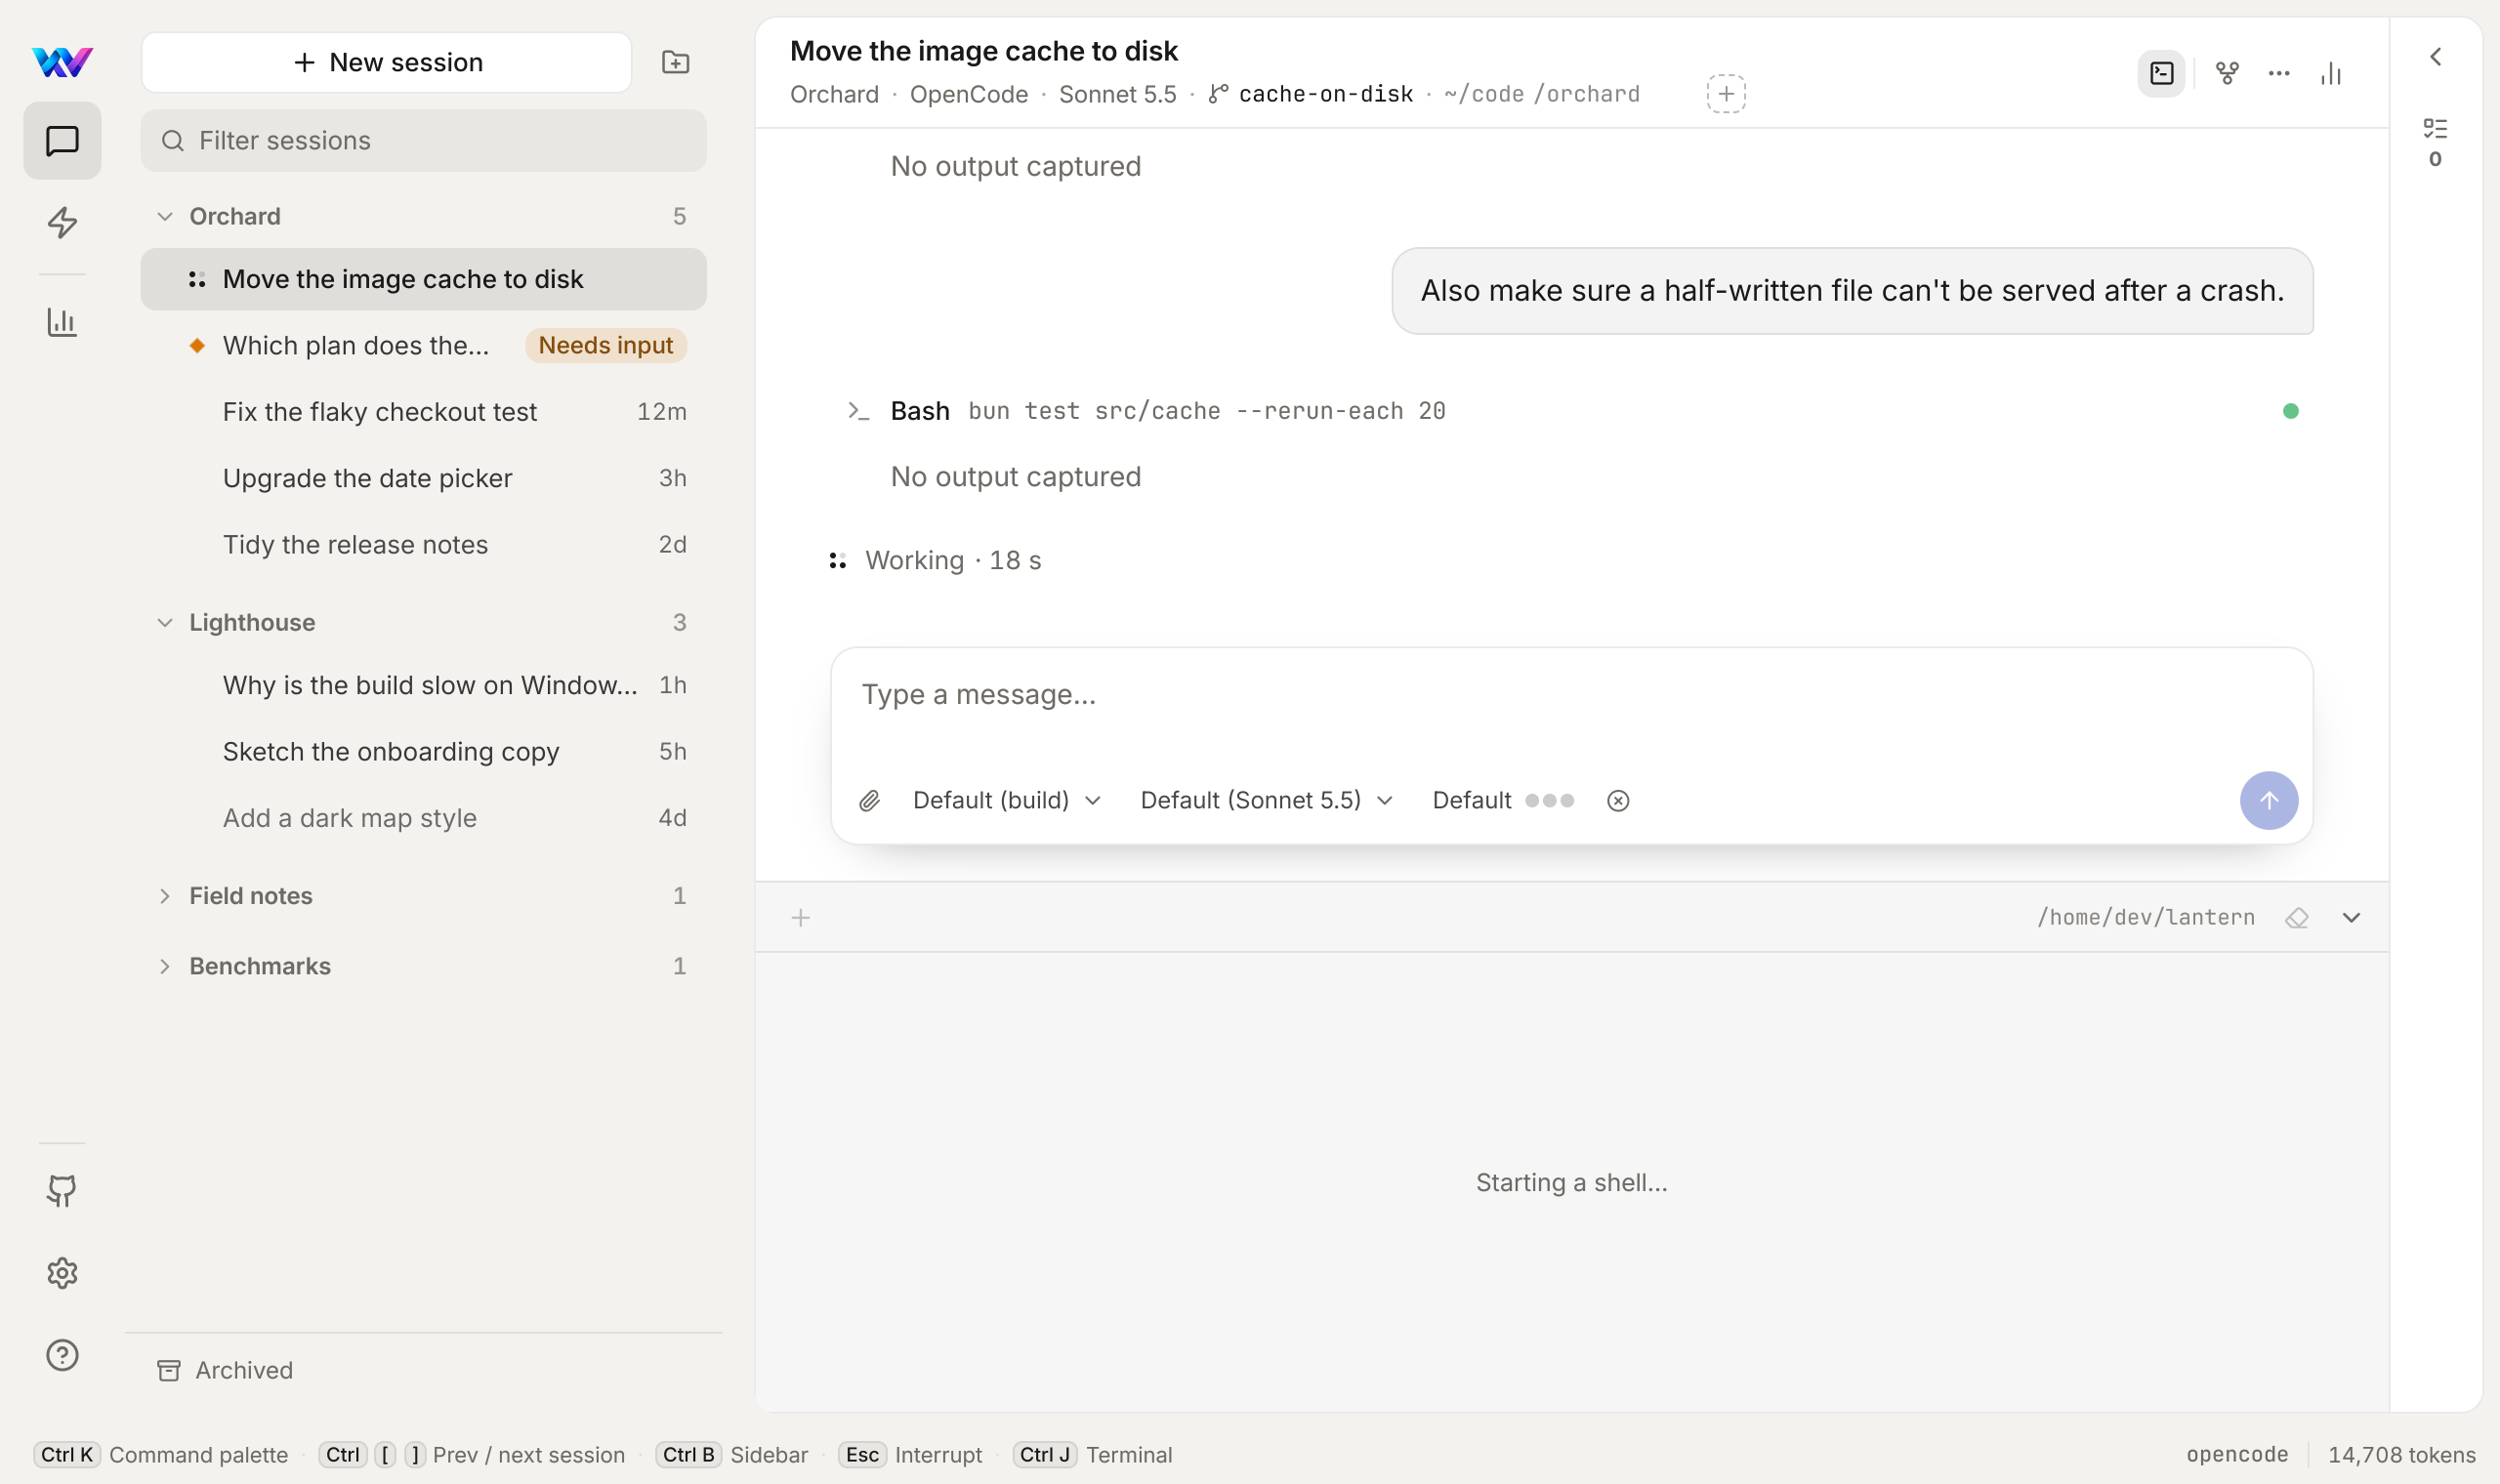 New session
Filter sessions
Orchard 5
Move the image cache to disk
Which plan does the... Needs input
Fix the flaky checkout test 12m
Upgrade the date picker 3h
Tidy the release notes 2d
Lighthouse 3
Why is the build slow on Window... 1h
Sketch the onboarding copy 5h
Add a dark map style 4d
Field notes 1
Benchmarks 1
Archived
Move the image cache to disk
Orchard · OpenCode · Sonnet 5.5 · cache-on-disk · ~/code/orchard
0
No output captured
Also make sure a half-written file can't be served after a crash.
Bash bun test src/cache --rerun-each 20
No output captured
Working · 18 s
Type a message...
Default (build) Default (Sonnet 5.5) Default
/home/dev/lantern
Starting a shell...
Ctrl K Command palette · Ctrl [ ] Prev / next session · Ctrl B Sidebar · Esc Interrupt · Ctrl J Terminal
opencode 14,708 tokens